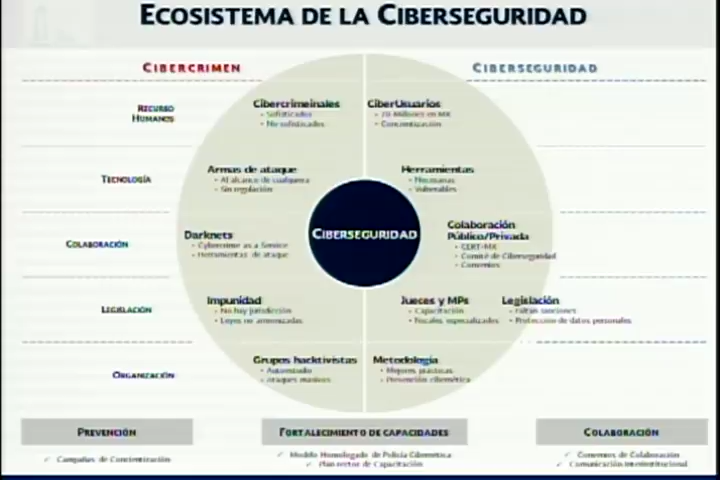 ECOSISTEMA DE LA CIBERSEGURIDAD
CIBERCRIMEN
CIBERSEGURIDAD
RECURSO
HUMANOS
Cibercrimeinales
• Sofisticados
• No sofisticados
CiberUsuarios
• 70 Millones en MX
• Concientización
TECNOLOGÍA
Armas de ataque
• Al alcance de cualquiera
• Sin regulación
Herramientas
• Necesarias
• Vulnerables
CIBERSEGURIDAD
COLABORACIÓN
Darknets
• Cybercrime as a Service
• Herramientas de ataque
Colaboración
Público/Privada
• CERT-MX
• Comité de Ciberseguridad
• Convenios
LEGISLACIÓN
Impunidad
• No hay jurisdicción
• Leyes no armonizadas
Jueces y MPs
• Capacitación
• Fiscales especializados
Legislación
• Faltan sanciones
• Protección de datos personales
ORGANIZACIÓN
Grupos hacktivistas
• Autoestudio
• Ataques masivos
Metodología
• Mejores prácticas
• Prevención cibernética
PREVENCIÓN
✓ Campañas de Concientización
FORTALECIMIENTO DE CAPACIDADES
✓ Modelo Homologado de Policía Cibernética
✓ Plan rector de Capacitación
COLABORACIÓN
✓ Convenios de Colaboración
✓ Comunicación Interinstitucional